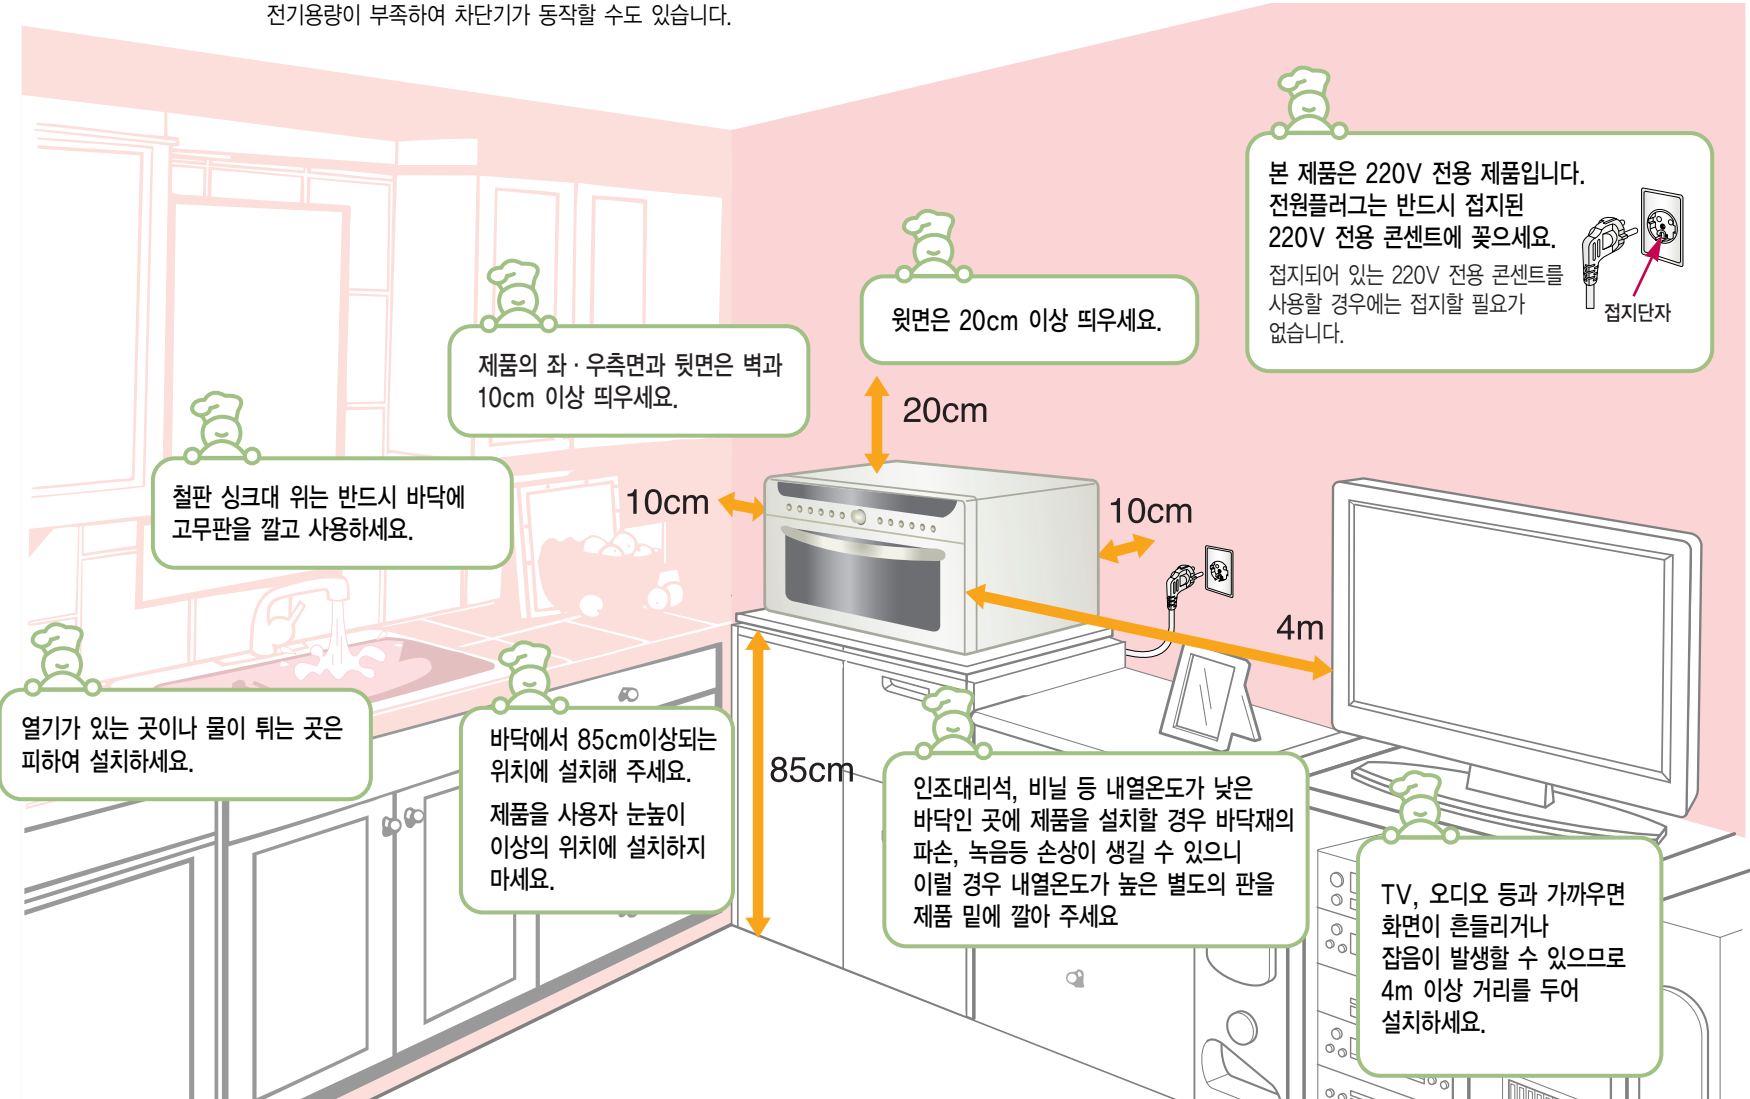 전기용량이 부족하여 차단기가 동작할 수도 있습니다.
본 제품은 220V 전용 제품입니다.
전원플러그는 반드시 접지된
220V 전용 콘센트에 꽂으세요.
접지되어 있는 220V 전용 콘센트를
사용할 경우에는 접지할 필요가
없습니다.
접지단자
윗면은 20cm 이상 띄우세요.
제품의 좌·우측면과 뒷면은 벽과
10cm 이상 띄우세요.
20cm
철판 싱크대 위는 반드시 바닥에
고무판을 깔고 사용하세요.
10cm
10cm
4m
열기가 있는 곳이나 물이 튀는 곳은
피하여 설치하세요.
바닥에서 85cm이상되는
위치에 설치해 주세요.
제품을 사용자 눈높이
이상의 위치에 설치하지
마세요.
85cm
인조대리석, 비닐 등 내열온도가 낮은
바닥인 곳에 제품을 설치할 경우 바닥재의
파손, 녹음등 손상이 생길 수 있으니
이럴 경우 내열온도가 높은 별도의 판을
제품 밑에 깔아 주세요
TV, 오디오 등과 가까우면
화면이 흔들리거나
잡음이 발생할 수 있으므로
4m 이상 거리를 두어
설치하세요.